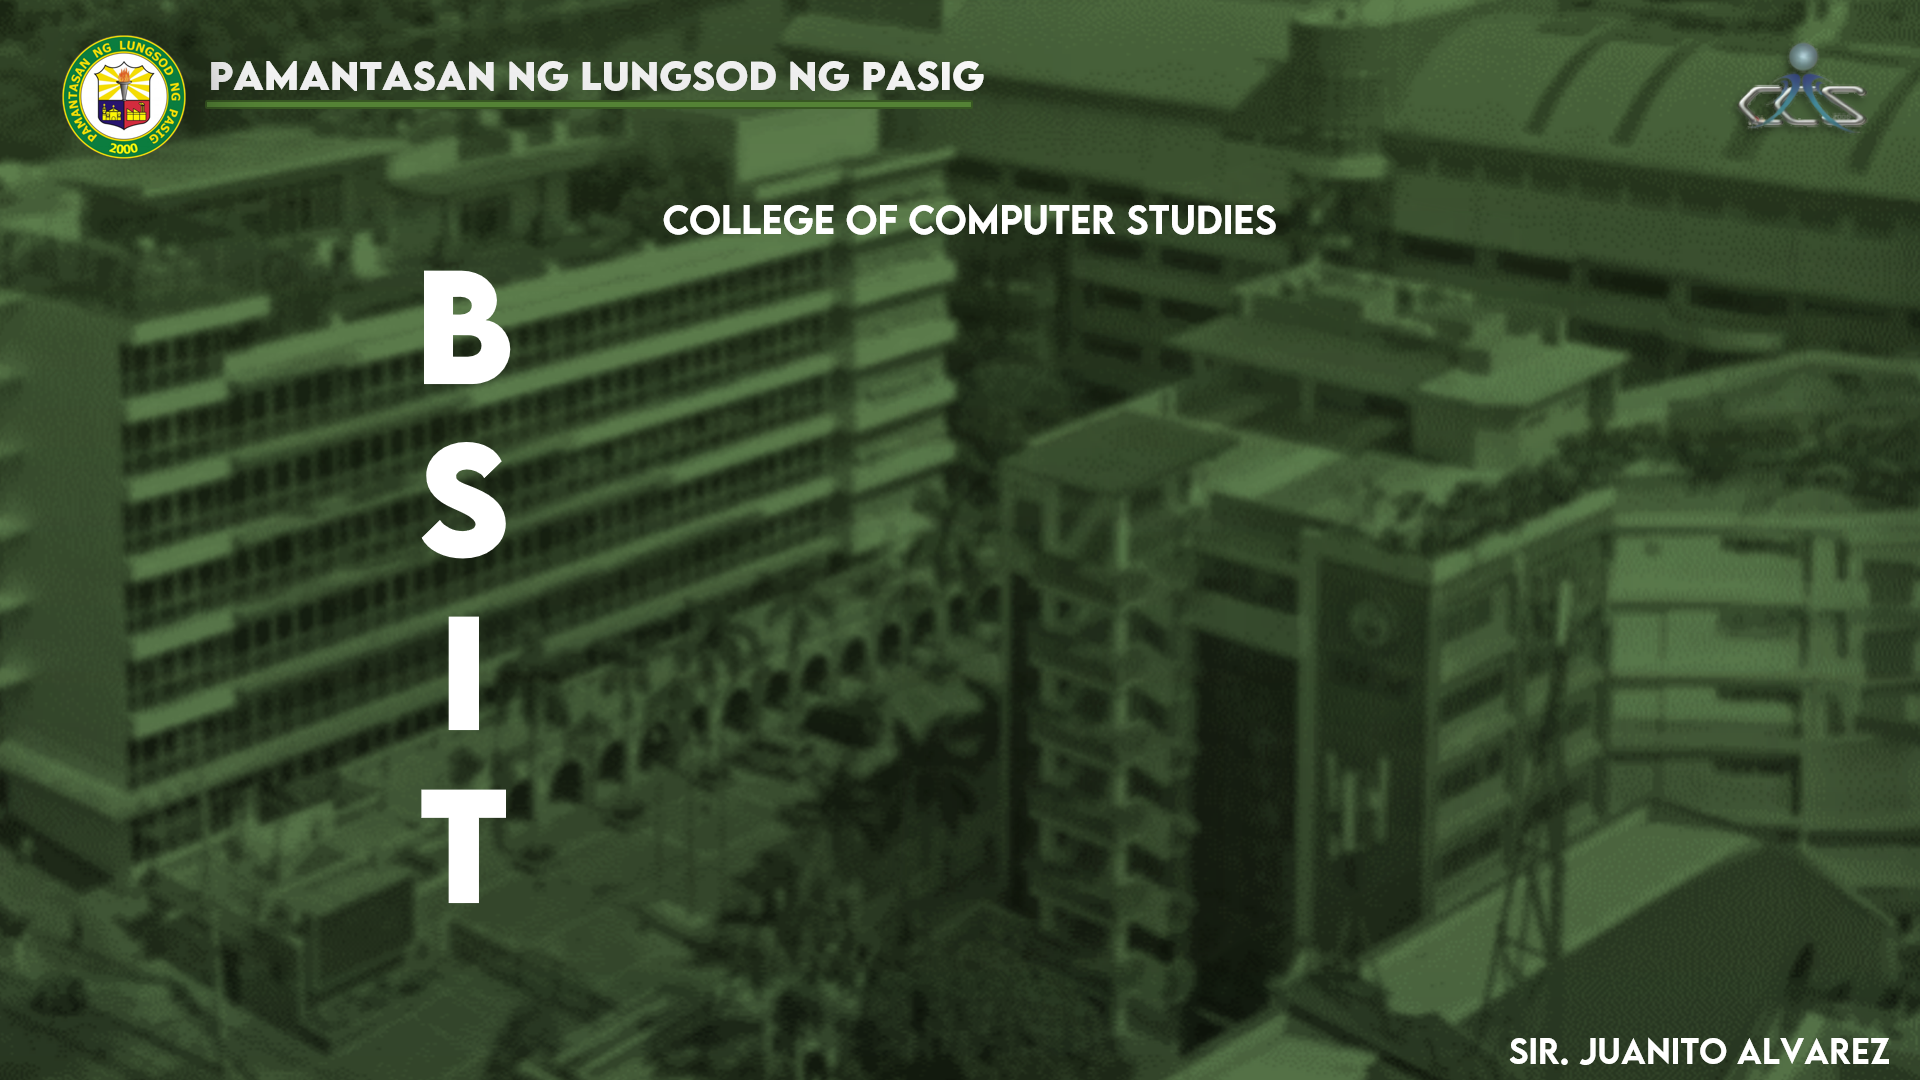 PAMANTASAN NG LUNGSOD NG PASIG
2000
PAMANTASAN NG LUNGSOD NG PASIG
CCS
COLLEGE OF COMPUTER STUDIES
B
S
I
T
SIR. JUANITO ALVAREZ